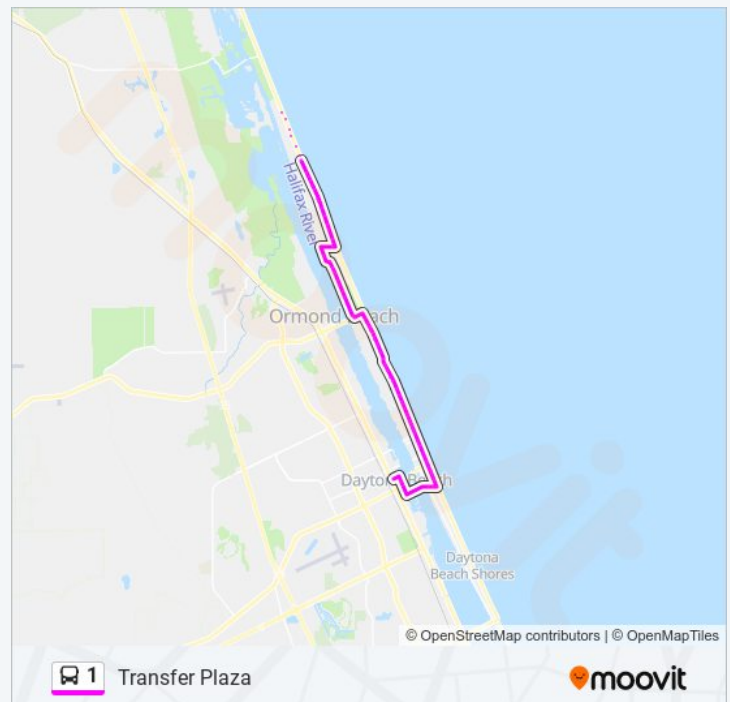 Halifax River
Ormond Beach
Daytona Beach
Daytona
Beach Shores
© OpenStreetMap contributors | © OpenMapTiles
1 Transfer Plaza
moovit